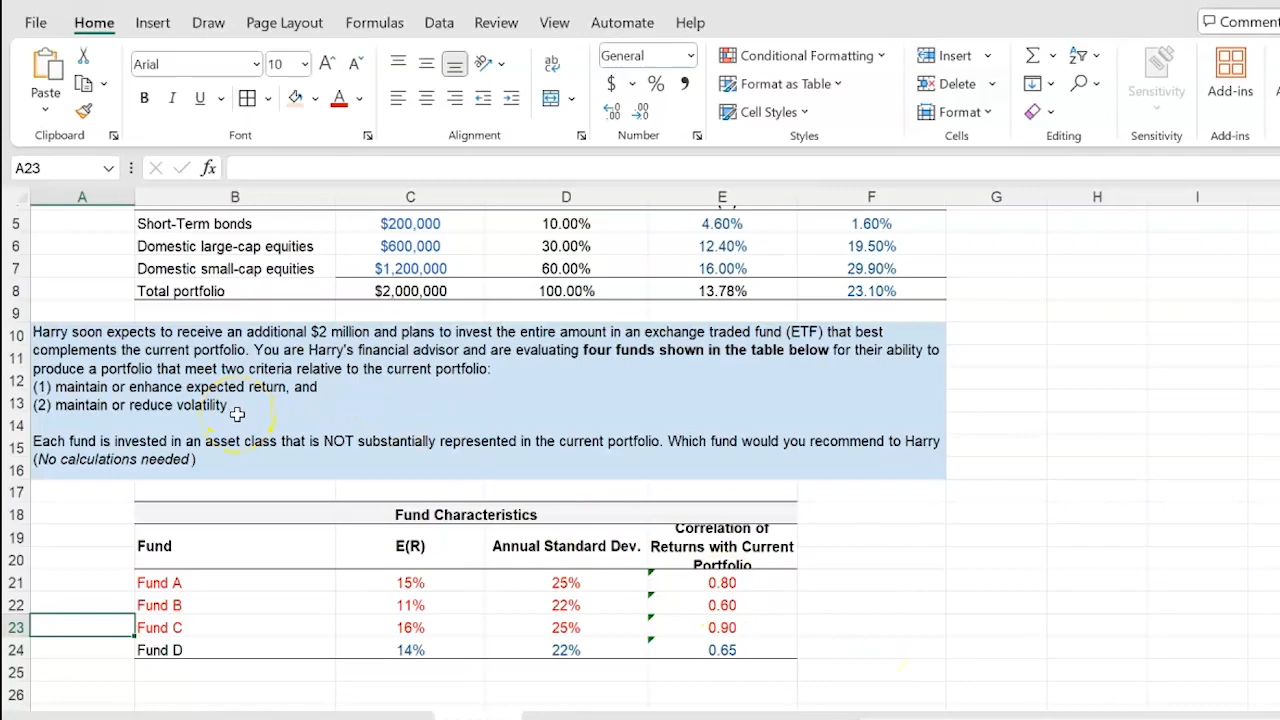 File Home Insert Draw Page Layout Formulas Data Review View Automate Help Comment
Paste Arial 10 General Conditional Formatting Insert
B I U $ % Format as Table Delete Sensitivity Add-ins
Cell Styles Format
Clipboard Font Alignment Number Styles Cells Editing Sensitivity Add-ins
A23 fx
A B C D E F G H I
5 Short-Term bonds $200,000 10.00% 4.60% 1.60%
6 Domestic large-cap equities $600,000 30.00% 12.40% 19.50%
7 Domestic small-cap equities $1,200,000 60.00% 16.00% 29.90%
8 Total portfolio $2,000,000 100.00% 13.78% 23.10%
9
10 Harry soon expects to receive an additional $2 million and plans to invest the entire amount in an exchange traded fund (ETF) that best
11 complements the current portfolio. You are Harry's financial advisor and are evaluating four funds shown in the table below for their ability to
produce a portfolio that meet two criteria relative to the current portfolio:
12 (1) maintain or enhance expected return, and
13 (2) maintain or reduce volatility
14
15 Each fund is invested in an asset class that is NOT substantially represented in the current portfolio. Which fund would you recommend to Harry
16 (No calculations needed)
17
18 Fund Characteristics
19 Correlation of
20 Fund E(R) Annual Standard Dev. Returns with Current
Portfolio
21 Fund A 15% 25% 0.80
22 Fund B 11% 22% 0.60
23 Fund C 16% 25% 0.90
24 Fund D 14% 22% 0.65
25
26